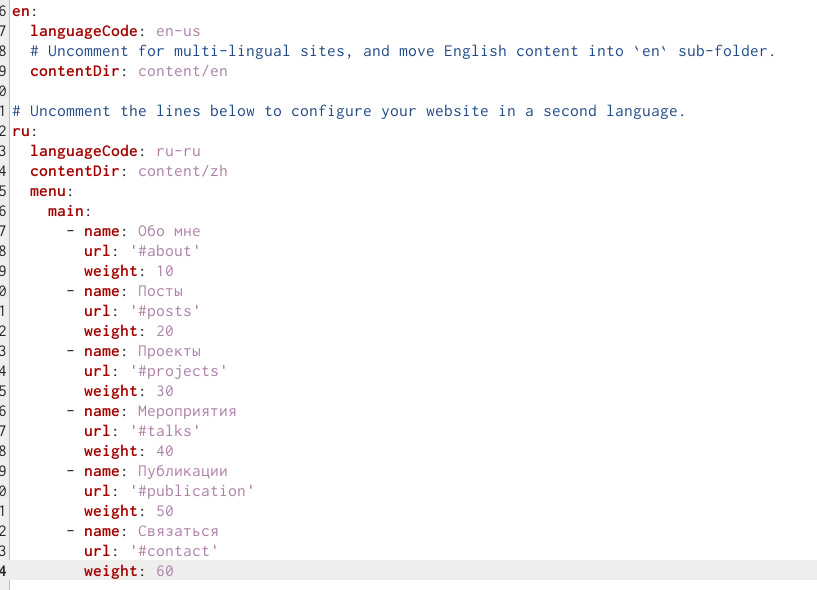 6 en:
7   languageCode: en-us
8   # Uncomment for multi-lingual sites, and move English content into `en` sub-folder.
9   contentDir: content/en
0
1 # Uncomment the lines below to configure your website in a second language.
2 ru:
3   languageCode: ru-ru
4   contentDir: content/zh
5   menu:
6     main:
7       - name: Обо мне
8         url: '#about'
9         weight: 10
0       - name: Посты
1         url: '#posts'
2         weight: 20
3       - name: Проекты
4         url: '#projects'
5         weight: 30
6       - name: Мероприятия
7         url: '#talks'
8         weight: 40
9       - name: Публикации
0         url: '#publication'
1         weight: 50
2       - name: Связаться
3         url: '#contact'
4         weight: 60